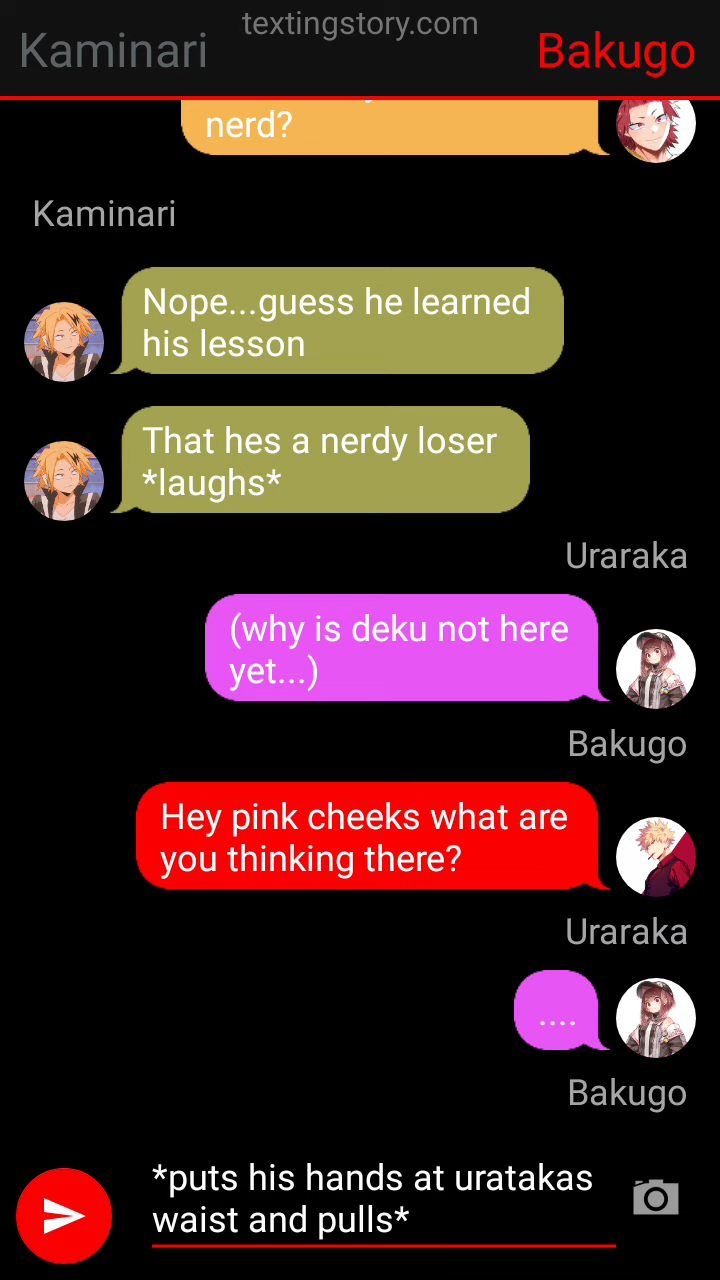 textingstory.com
Kaminari
Bakugo
nerd?
Kaminari
Nope...guess he learned
his lesson
That hes a nerdy loser
*laughs*
Uraraka
(why is deku not here
yet...)
Bakugo
Hey pink cheeks what are
you thinking there?
Uraraka
....
Bakugo
*puts his hands at uratakas
waist and pulls*